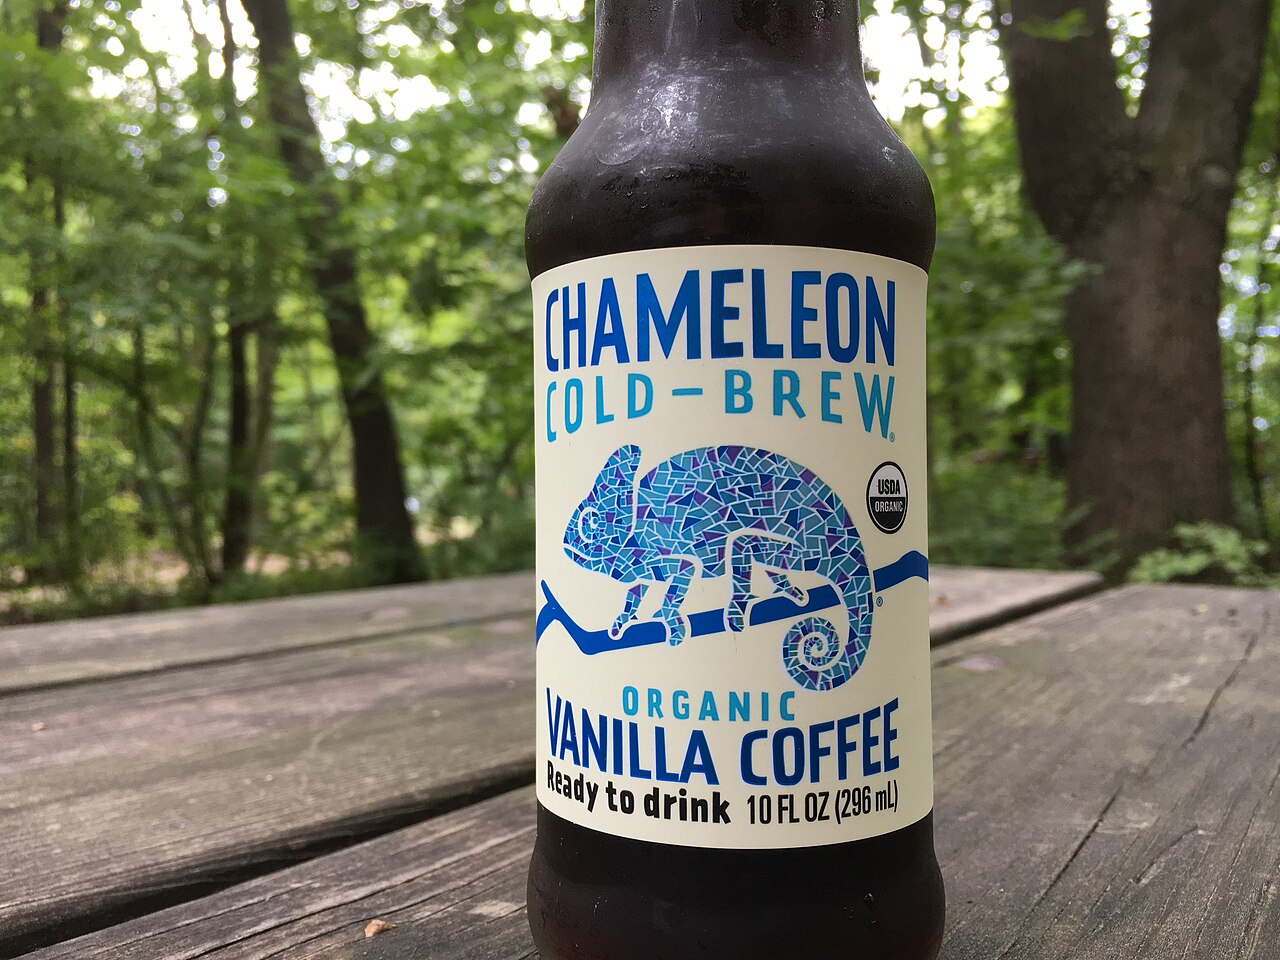 CHAMELEON
COLD-BREW®
USDA
ORGANIC
®
ORGANIC
VANILLA COFFEE
Ready to drink 10 FL OZ (296 mL)